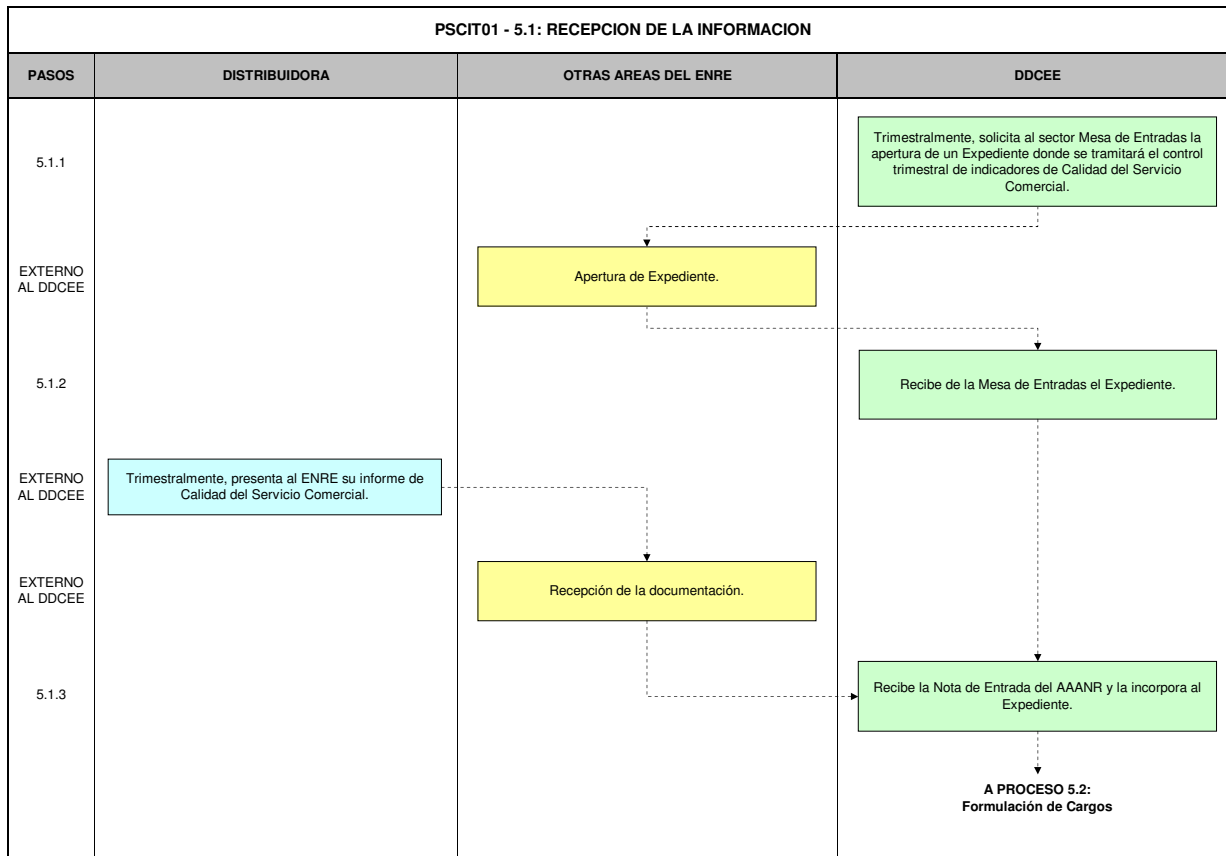 PSCIT01 - 5.1: RECEPCION DE LA INFORMACION
PASOS
DISTRIBUIDORA
OTRAS AREAS DEL ENRE
DDCEE
5.1.1
Trimestralmente, solicita al sector Mesa de Entradas la
apertura de un Expediente donde se tramitará el control
trimestral de indicadores de Calidad del Servicio
Comercial.
EXTERNO
AL DDCEE
Apertura de Expediente.
5.1.2
Recibe de la Mesa de Entradas el Expediente.
EXTERNO
AL DDCEE
Trimestralmente, presenta al ENRE su informe de
Calidad del Servicio Comercial.
EXTERNO
AL DDCEE
Recepción de la documentación.
5.1.3
Recibe la Nota de Entrada del AAANR y la incorpora al
Expediente.
A PROCESO 5.2:
Formulación de Cargos